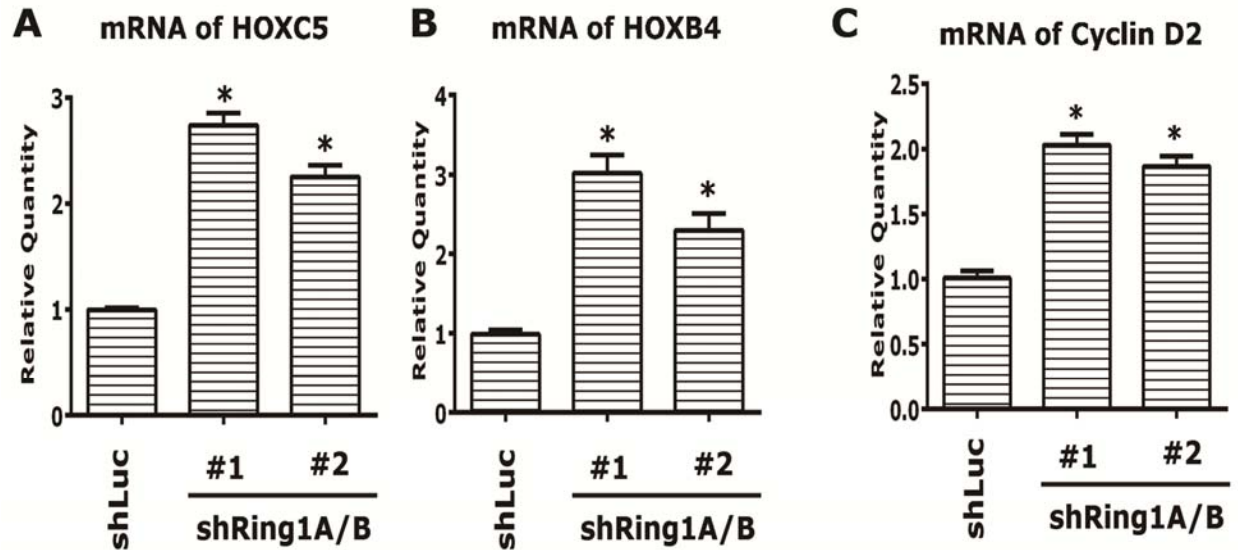 A
mRNA of HOXC5
Relative Quantity
3
2
1
0
*
*
shLuc
#1
#2
shRing1A/B
B
mRNA of HOXB4
Relative Quantity
4
3
2
1
0
*
*
shLuc
#1
#2
shRing1A/B
C
mRNA of Cyclin D2
Relative Quantity
2.5
2.0
1.5
1.0
0.5
0.0
*
*
shLuc
#1
#2
shRing1A/B